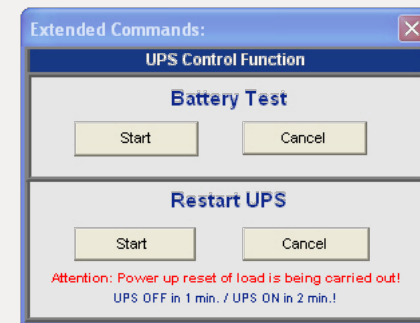 Extended Commands:
UPS Control Function
Battery Test
Start Cancel
Restart UPS
Start Cancel
Attention: Power up reset of load is being carried out!
UPS OFF in 1 min. / UPS ON in 2 min.!